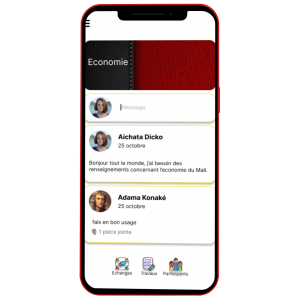 Economie
Message
Aichata Dicko
25 octobre
Bonjour tout le monde, j'ai besoin des
renseignements concernant l'economie du Mali.
Adama Konaké
25 octobre
fais en bon usage
1 piece jointe
Echanges Travaux Participants